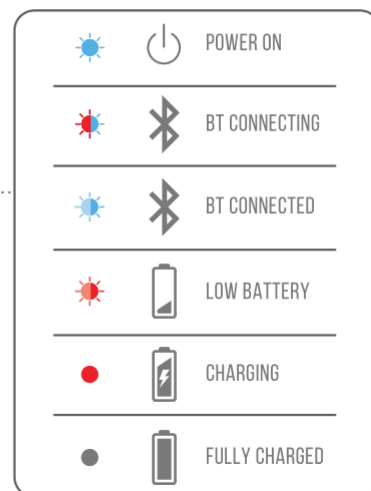 POWER ON
BT CONNECTING
BT CONNECTED
LOW BATTERY
CHARGING
FULLY CHARGED